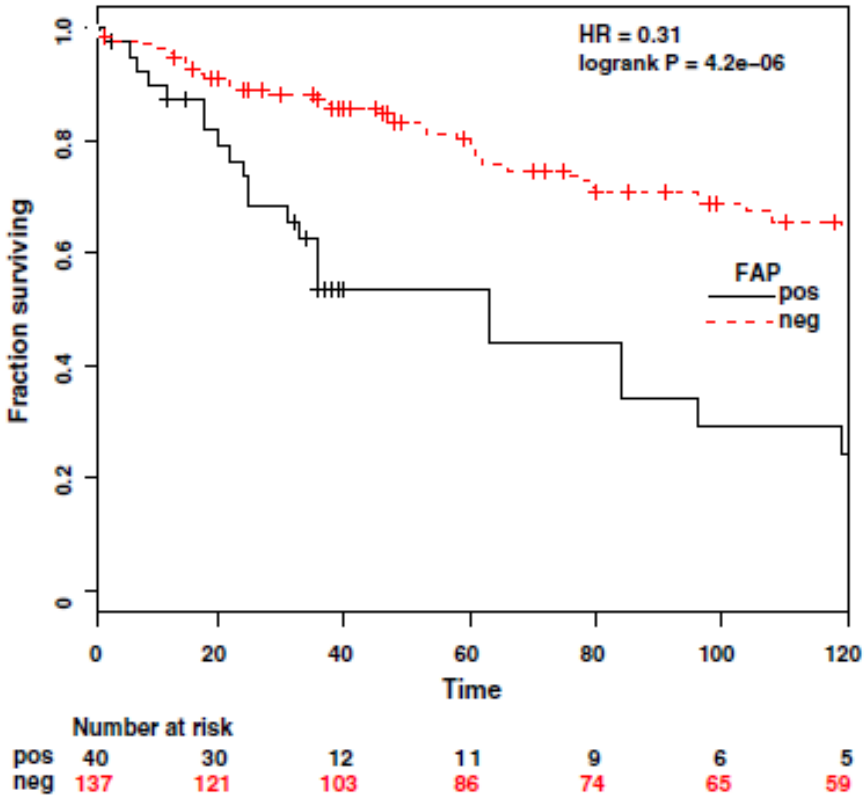 HR = 0.31
logrank P = 4.2e−06
1.0
0.8
0.6
0.4
0.2
0
Fraction surviving
FAP
pos
neg
0 20 40 60 80 100 120
Time
Number at risk
pos 40 30 12 11 9 6 5
neg 137 121 103 86 74 65 59